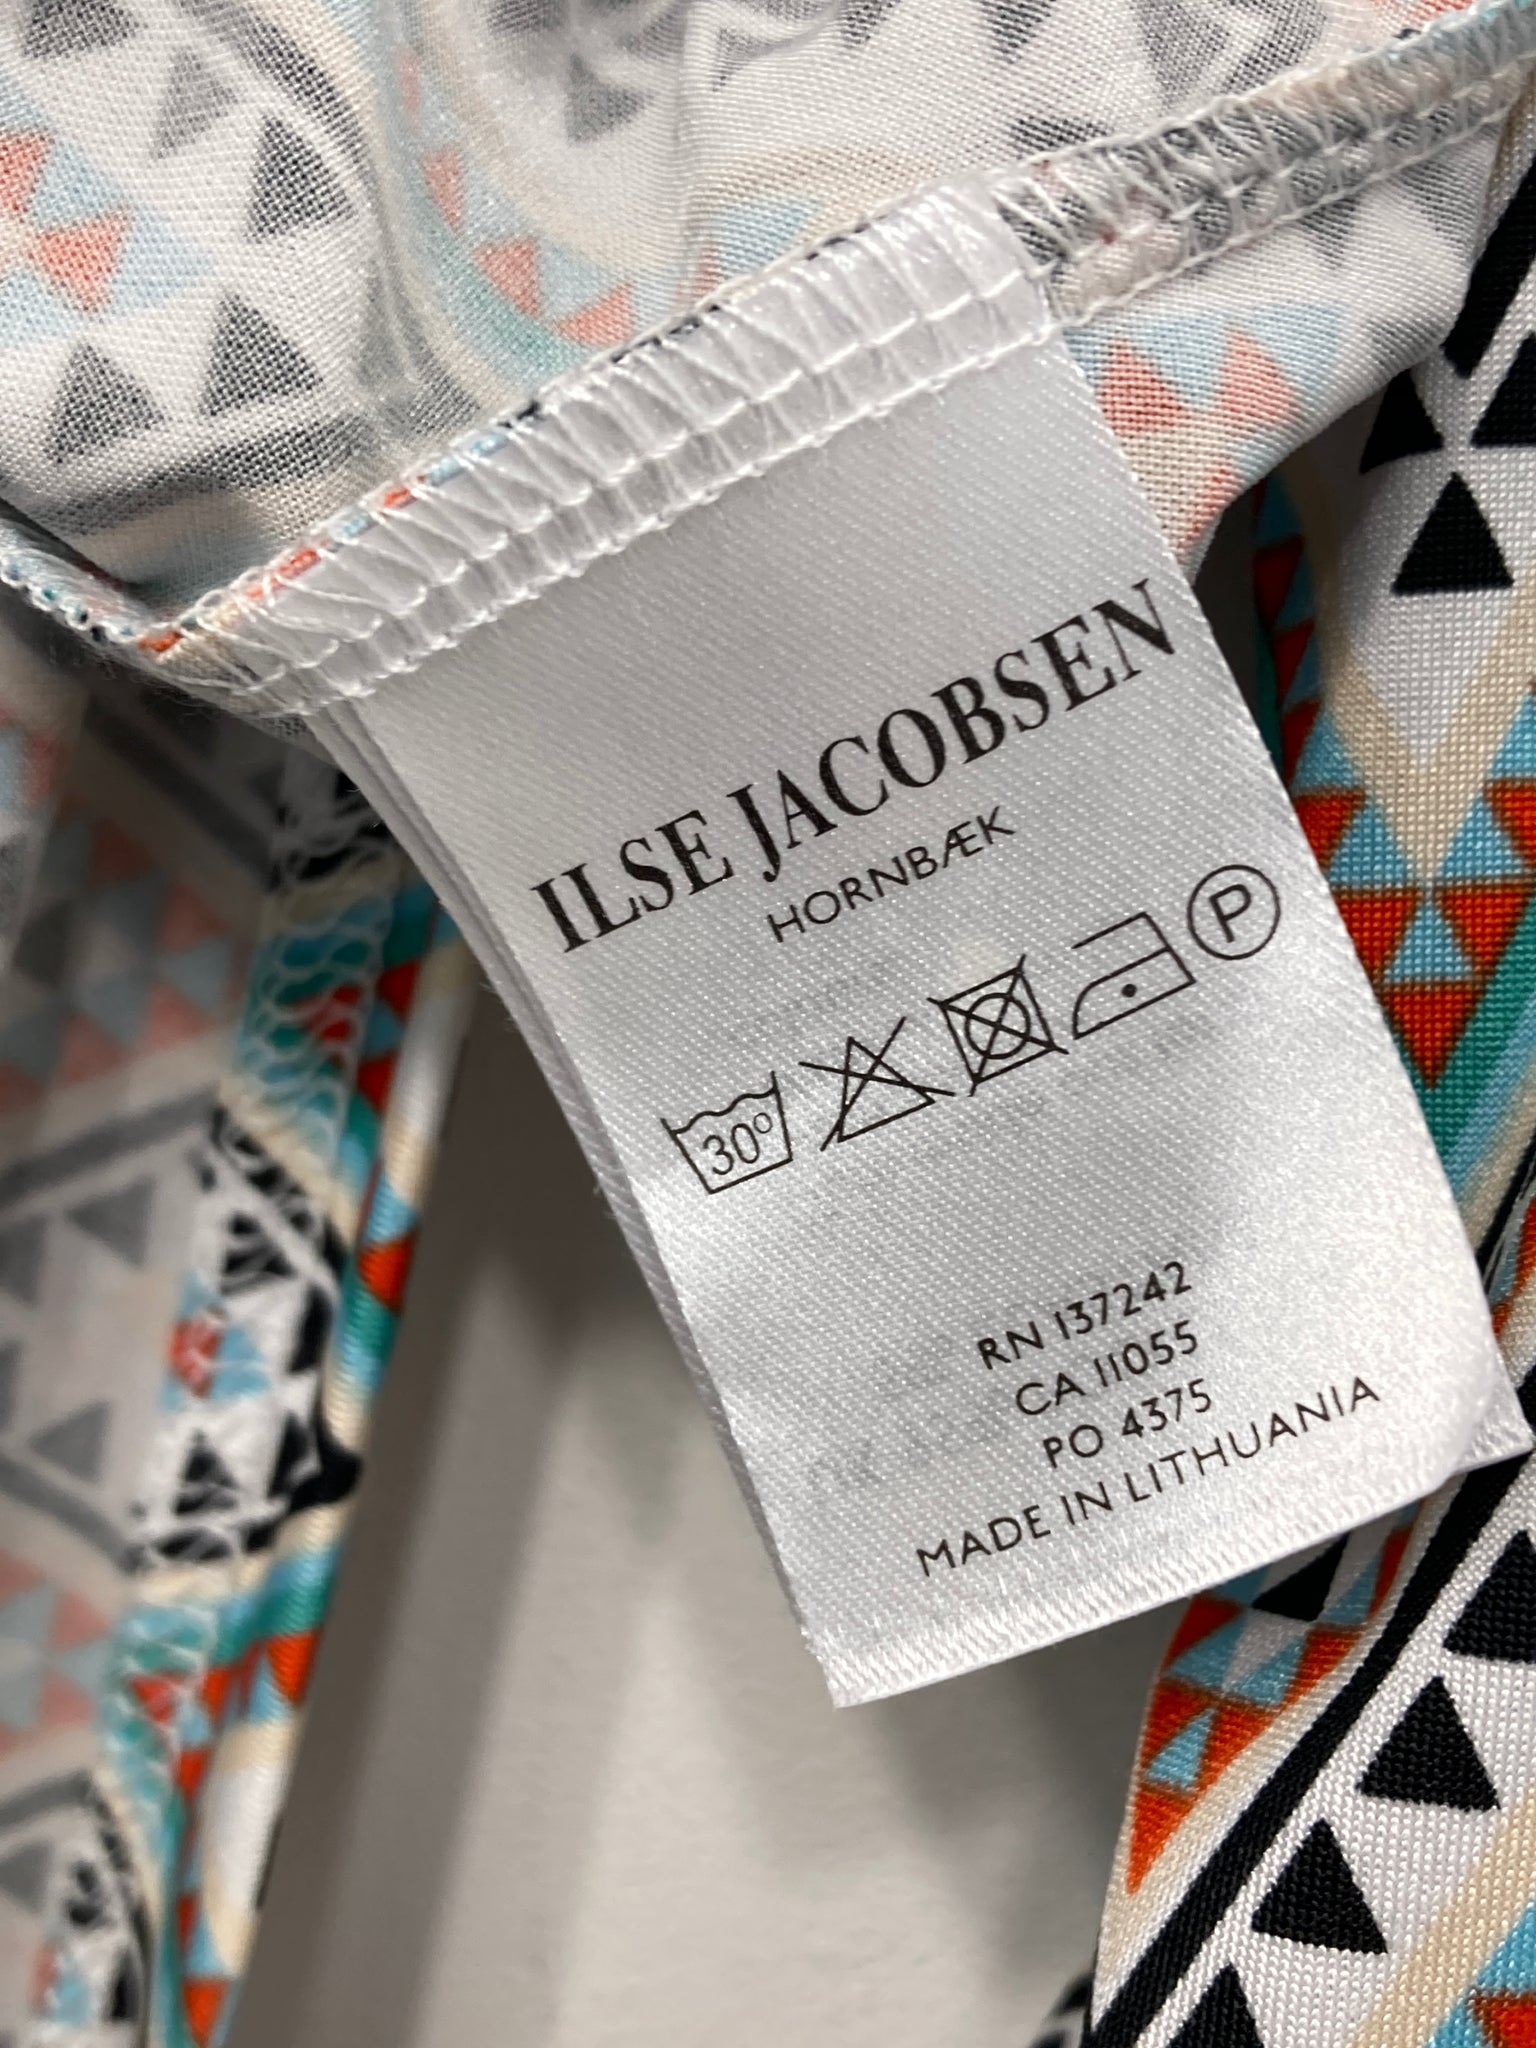 ILSE JACOBSEN
HORNBÆK
30° P
RN 137242
CA 11055
PO 4375
MADE IN LITHUANIA